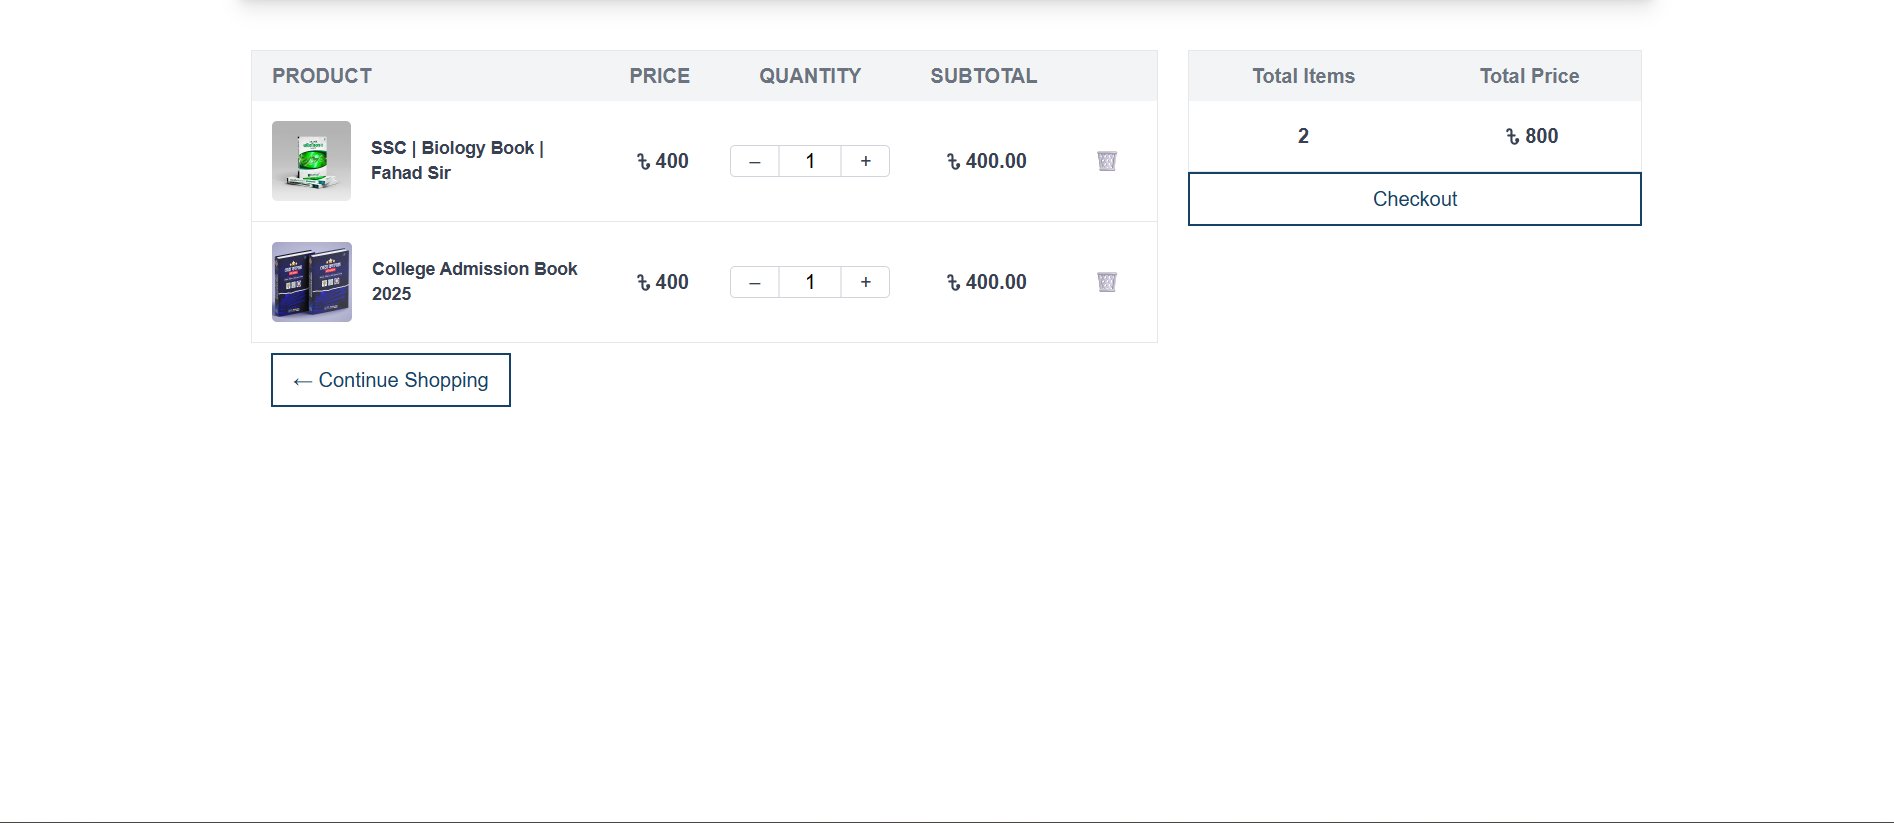 PRODUCT PRICE QUANTITY SUBTOTAL
SSC | Biology Book |
Fahad Sir
৳ 400 – 1 + ৳ 400.00
College Admission Book
2025
৳ 400 – 1 + ৳ 400.00
← Continue Shopping
Total Items Total Price
2 ৳ 800
Checkout